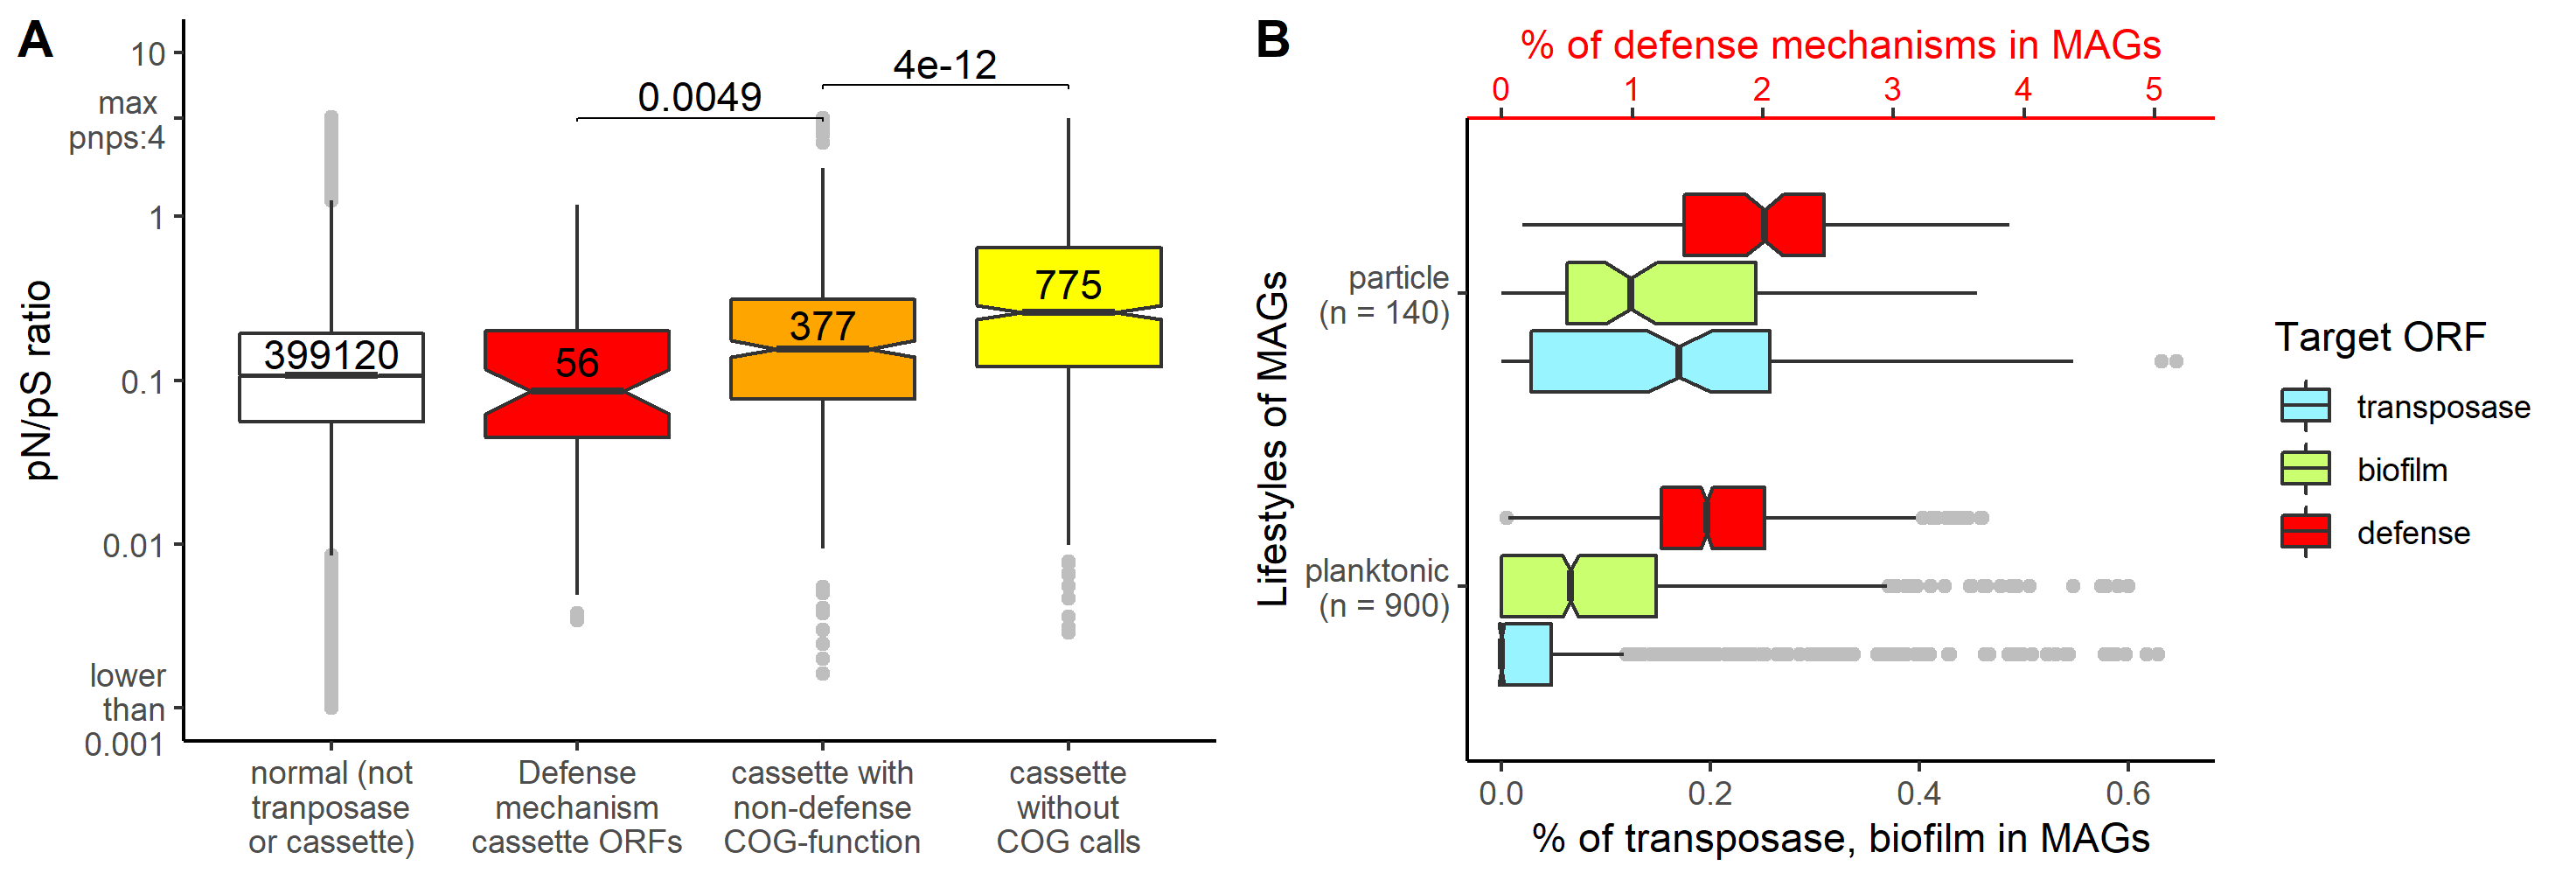 A
10
max
pnps:4
1
0.1
0.01
lower
than
0.001
pN/pS ratio
0.0049
4e-12
399120
56
377
775
normal (not
tranposase
or cassette)
Defense
mechanism
cassette ORFs
cassette with
non-defense
COG-function
cassette
without
COG calls
B
% of defense mechanisms in MAGs
0 1 2 3 4 5
Lifestyles of MAGs
particle
(n = 140)
planktonic
(n = 900)
0.0 0.2 0.4 0.6
% of transposase, biofilm in MAGs
Target ORF
transposase
biofilm
defense